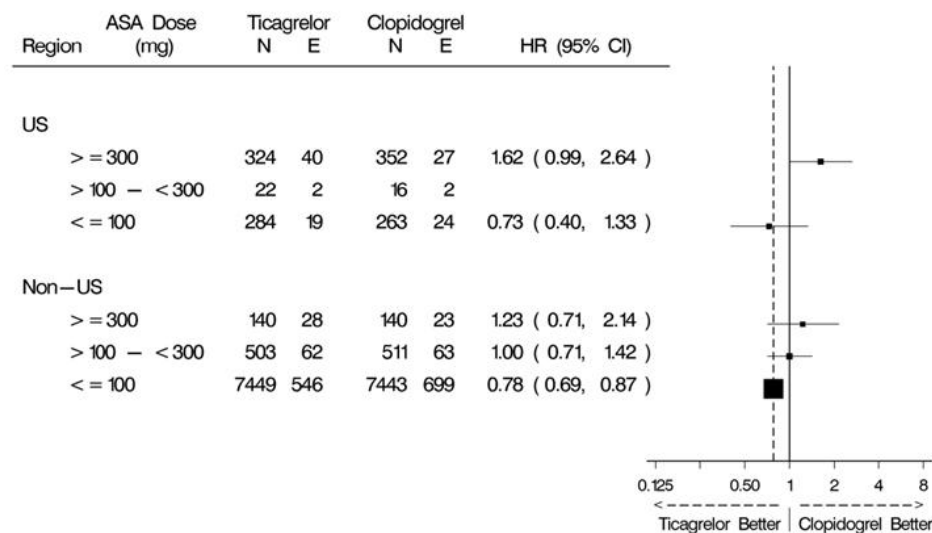 ASA Dose Ticagrelor Clopidogrel
Region (mg) N E N E HR (95% CI)
US
>=300 324 40 352 27 1.62 (0.99, 2.64)
>100 – <300 22 2 16 2
<=100 284 19 263 24 0.73 (0.40, 1.33)
Non–US
>=300 140 28 140 23 1.23 (0.71, 2.14)
>100 – <300 503 62 511 63 1.00 (0.71, 1.42)
<=100 7449 546 7443 699 0.78 (0.69, 0.87)
0.125 0.50 1 2 4 8
Ticagrelor Better Clopidogrel Better